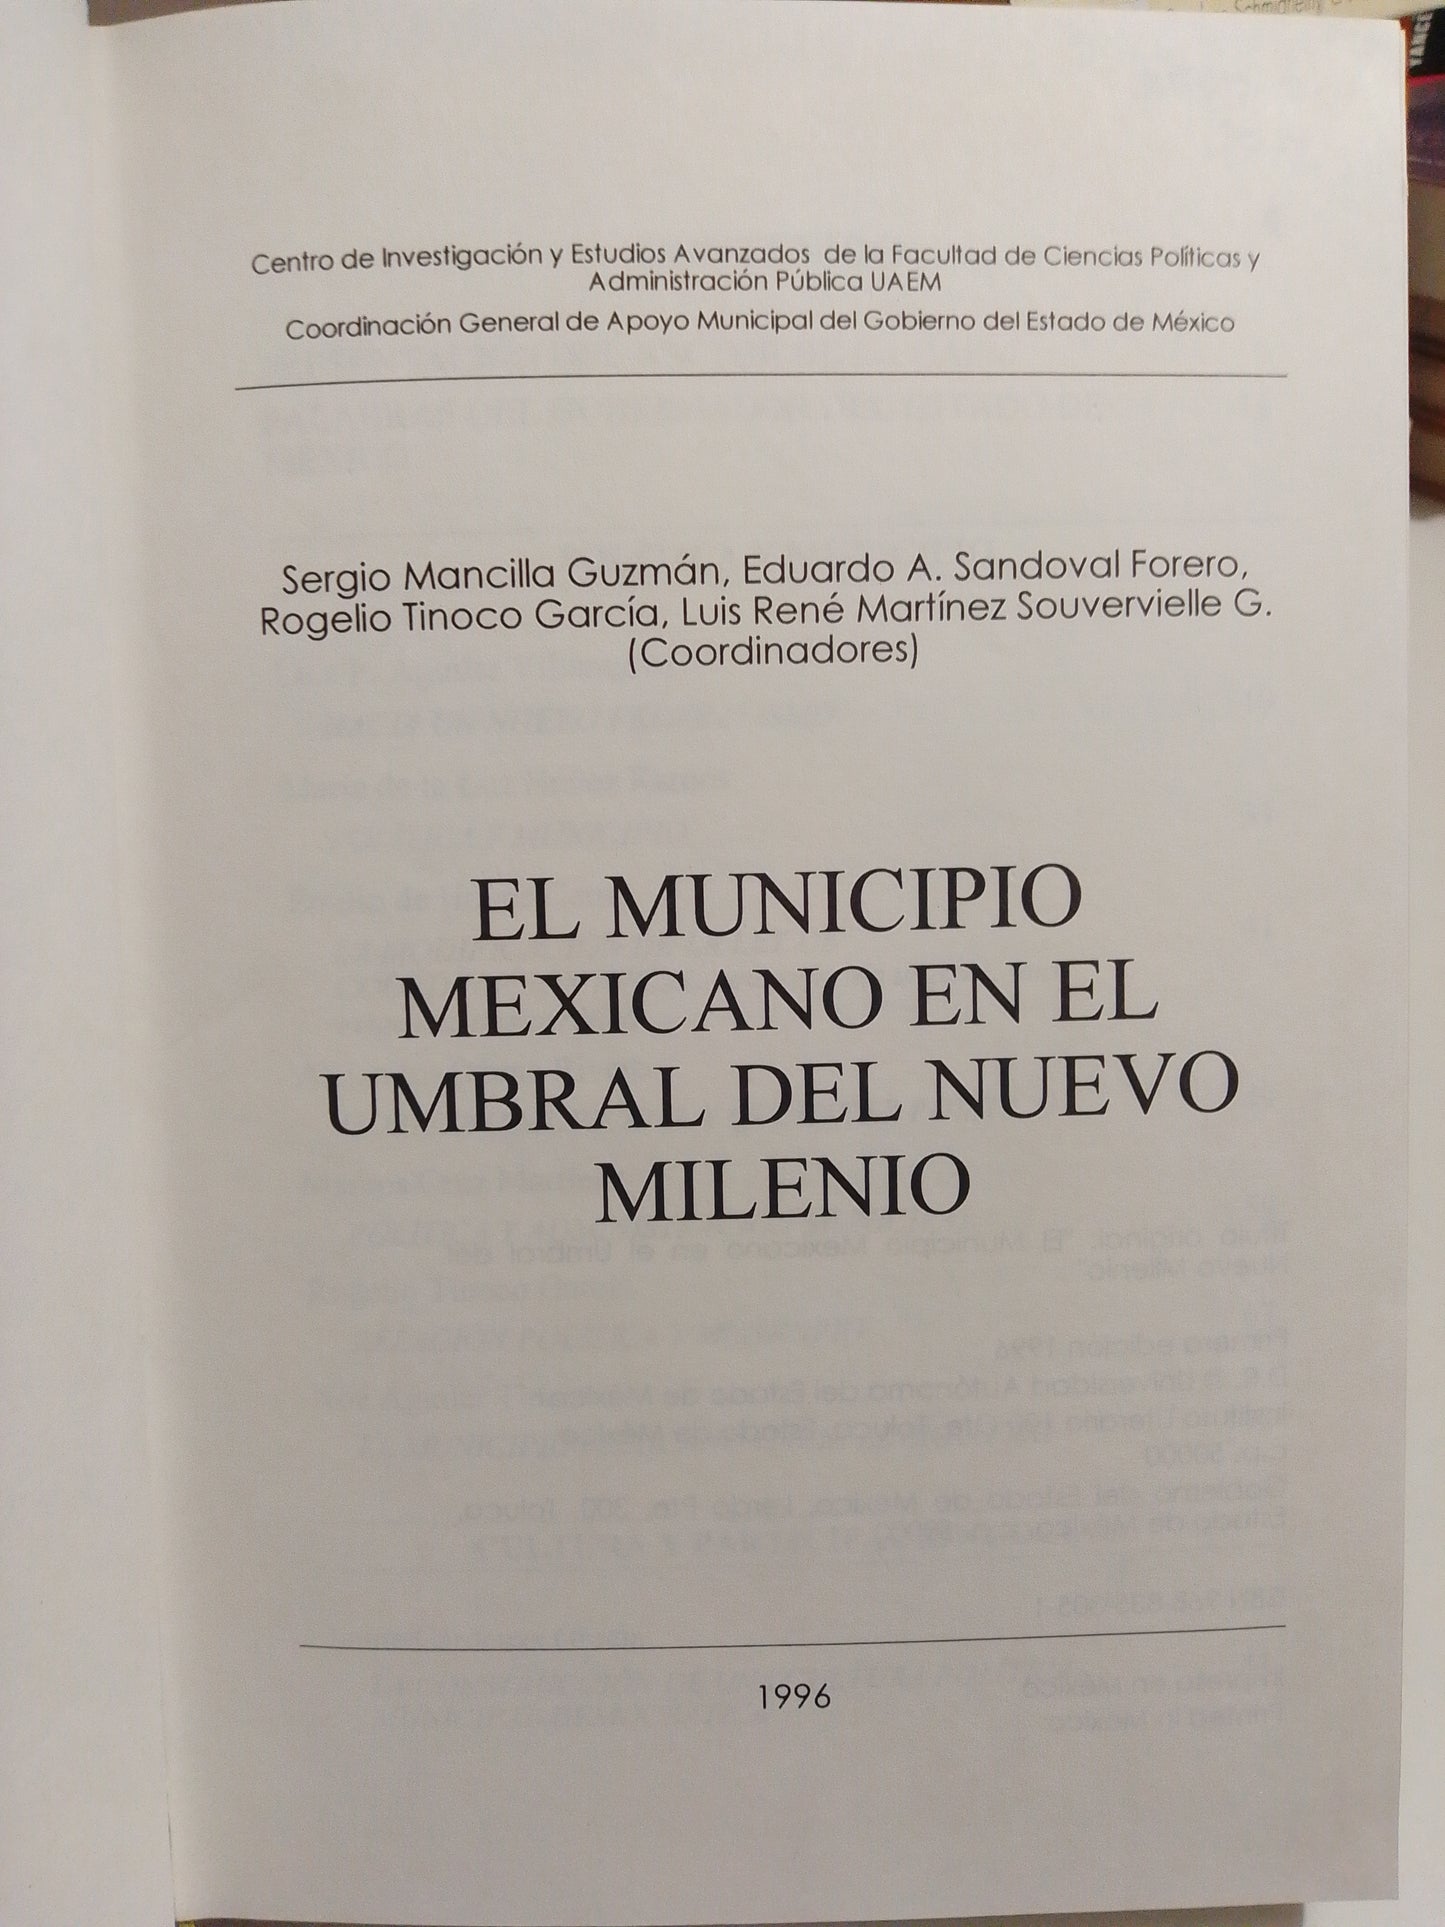 Centro de Investigación y Estudios Avanzados de la Facultad de Ciencias Políticas y
Administración Pública UAEM
Coordinación General de Apoyo Municipal del Gobierno del Estado de México
Sergio Mancilla Guzmán, Eduardo A. Sandoval Forero,
Rogelio Tinoco García, Luis René Martínez Souvervielle G.
(Coordinadores)
EL MUNICIPIO
MEXICANO EN EL
UMBRAL DEL NUEVO
MILENIO
1996